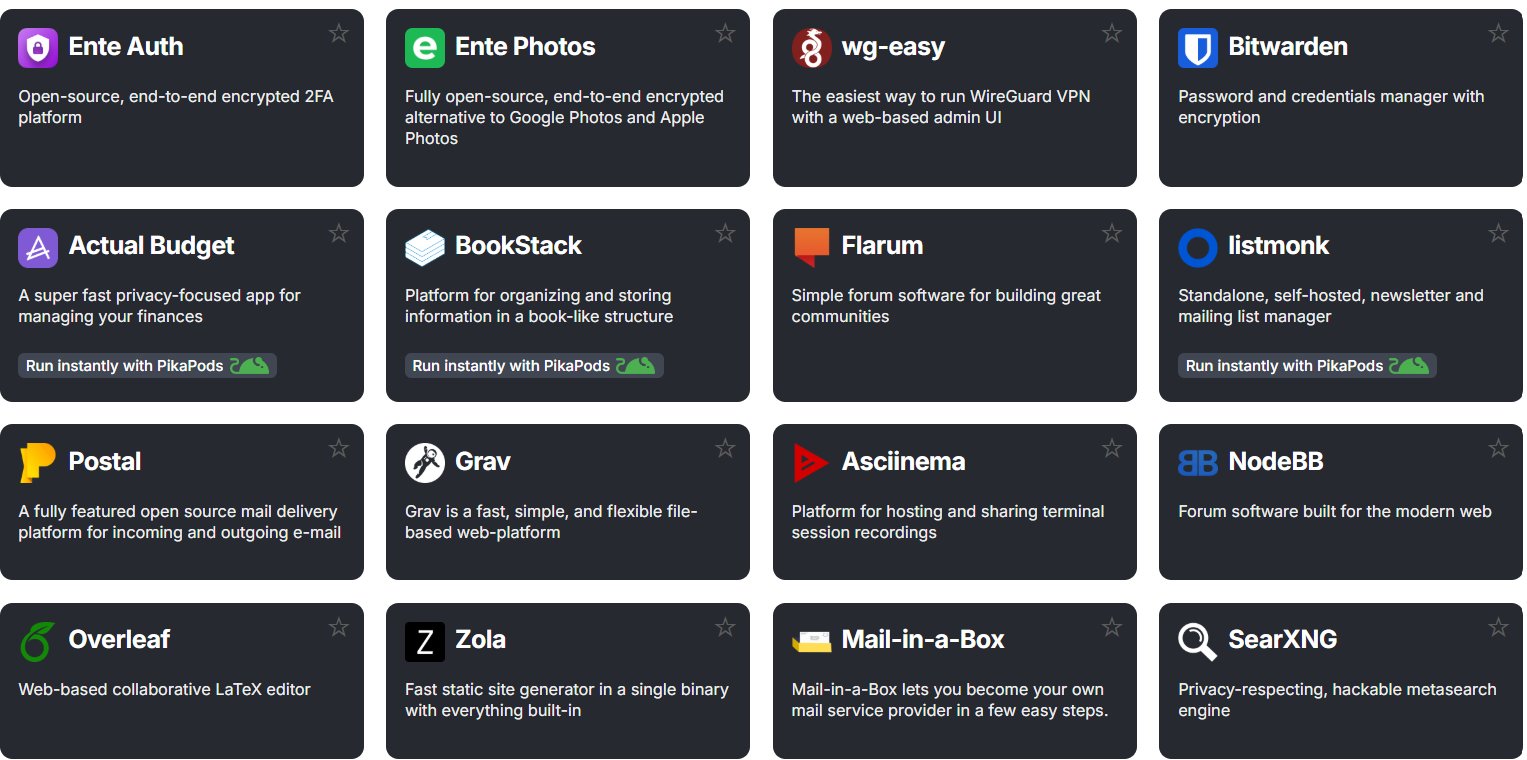 Ente Auth
Open-source, end-to-end encrypted 2FA
platform
e
Ente Photos
Fully open-source, end-to-end encrypted
alternative to Google Photos and Apple
Photos
wg-easy
The easiest way to run WireGuard VPN
with a web-based admin UI
Bitwarden
Password and credentials manager with
encryption
Actual Budget
A super fast privacy-focused app for
managing your finances
Run instantly with PikaPods
BookStack
Platform for organizing and storing
information in a book-like structure
Run instantly with PikaPods
Flarum
Simple forum software for building great
communities
listmonk
Standalone, self-hosted, newsletter and
mailing list manager
Run instantly with PikaPods
Postal
A fully featured open source mail delivery
platform for incoming and outgoing e-mail
Grav
Grav is a fast, simple, and flexible file-
based web-platform
Asciinema
Platform for hosting and sharing terminal
session recordings
NodeBB
Forum software built for the modern web
Overleaf
Web-based collaborative LaTeX editor
Z
Zola
Fast static site generator in a single binary
with everything built-in
Mail-in-a-Box
Mail-in-a-Box lets you become your own
mail service provider in a few easy steps.
SearXNG
Privacy-respecting, hackable metasearch
engine